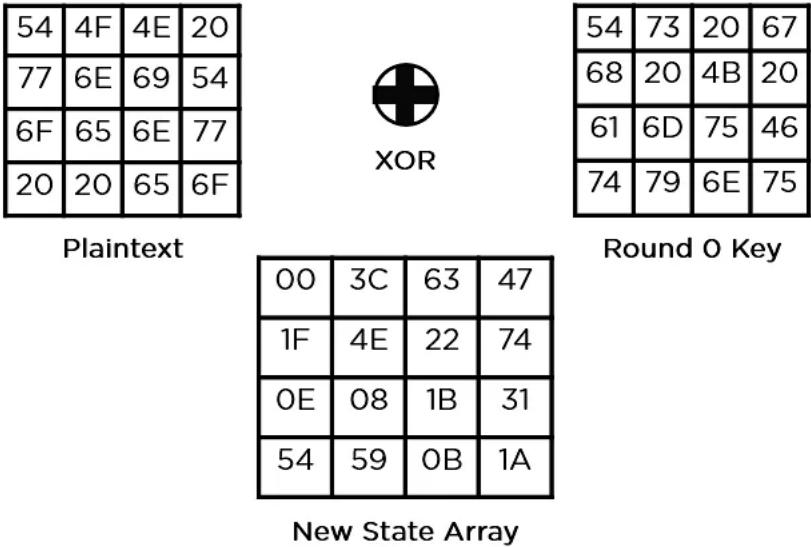 54 4F 4E 20
77 6E 69 54
6F 65 6E 77
20 20 65 6F
Plaintext
XOR
54 73 20 67
68 20 4B 20
61 6D 75 46
74 79 6E 75
Round 0 Key
00 3C 63 47
1F 4E 22 74
0E 08 1B 31
54 59 0B 1A
New State Array